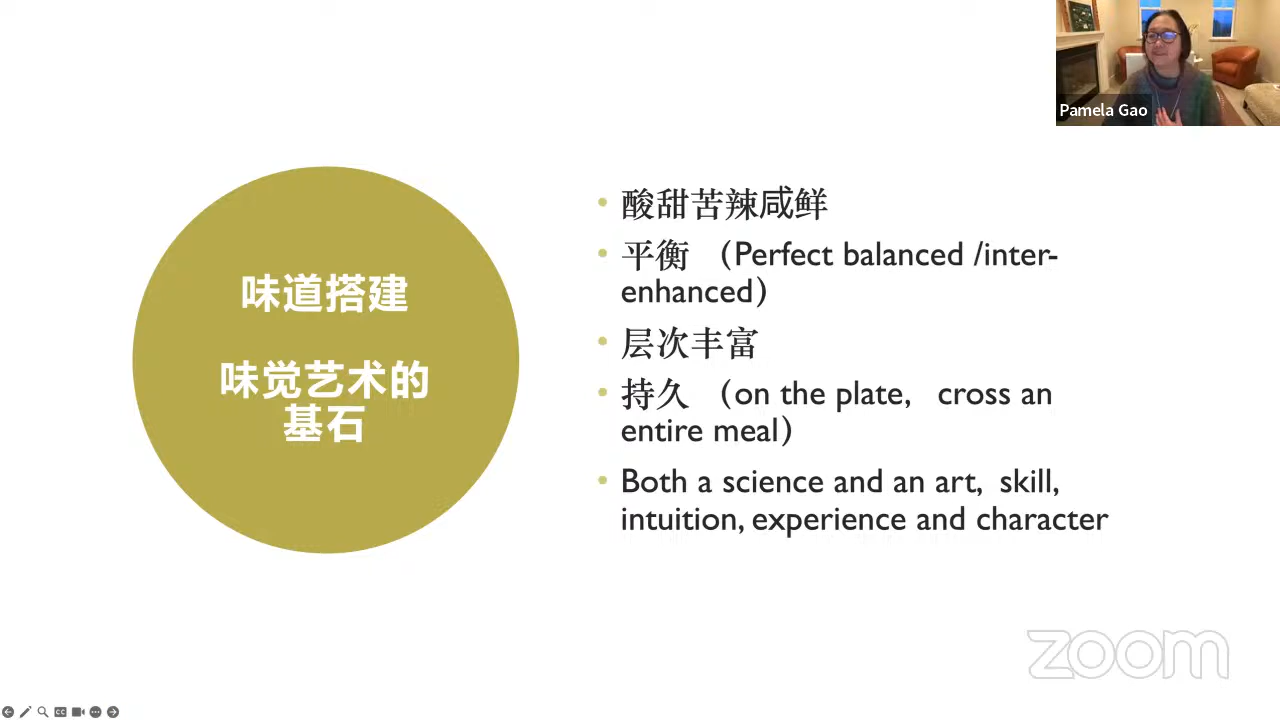 Pamela Gao
味道搭建
味觉艺术的
基石
酸甜苦辣咸鲜
平衡 （Perfect balanced /inter-
enhanced）
层次丰富
持久 （on the plate， cross an
entire meal）
Both a science and an art, skill,
intuition, experience and character
zoom
CC